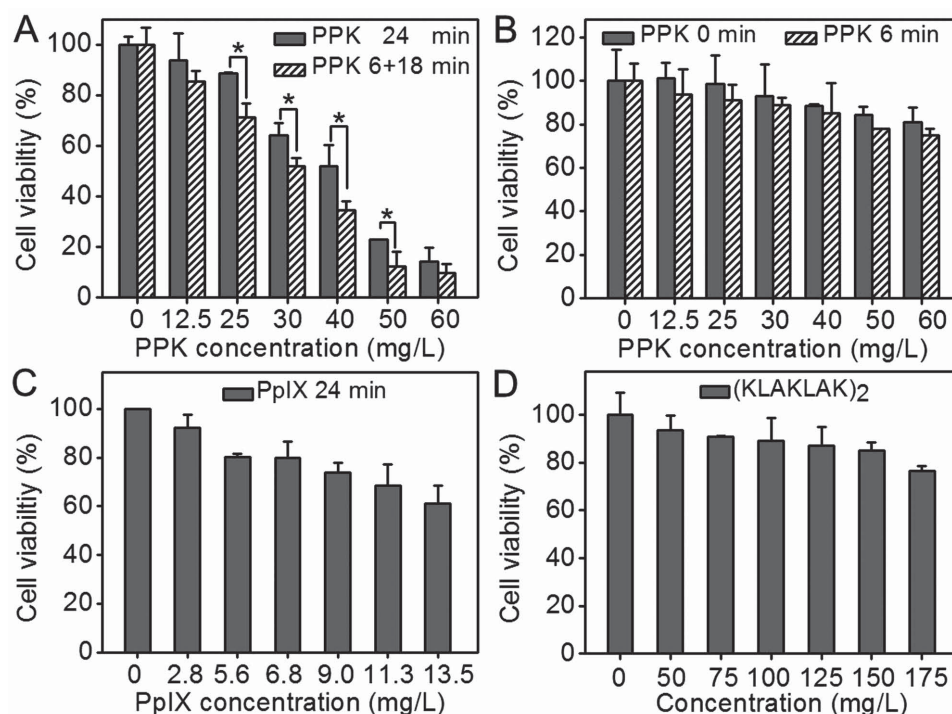 A
PPK 24 min
PPK 6+18 min
100
80
60
40
20
0
* * * *
Cell viabiltiy (%)
0 12.5 25 30 40 50 60
PPK concentration (mg/L)
B
PPK 0 min PPK 6 min
120
100
80
60
40
20
0
Cell viability (%)
0 12.5 25 30 40 50 60
PPK concentration (mg/L)
C
PpIX 24 min
100
80
60
40
20
0
Cell viabiltiy (%)
0 2.8 5.6 6.8 9.0 11.3 13.5
PpIX concentration (mg/L)
D
(KLAKLAK)2
100
80
60
40
20
0
Cell viability (%)
0 50 75 100 125 150 175
Concentration (mg/L)